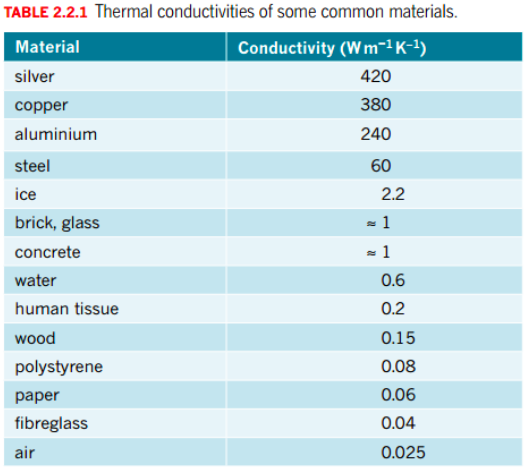 TABLE 2.2.1 Thermal conductivities of some common materials.
Material Conductivity (W m⁻¹ K⁻¹)
silver 420
copper 380
aluminium 240
steel 60
ice 2.2
brick, glass ≈ 1
concrete ≈ 1
water 0.6
human tissue 0.2
wood 0.15
polystyrene 0.08
paper 0.06
fibreglass 0.04
air 0.025